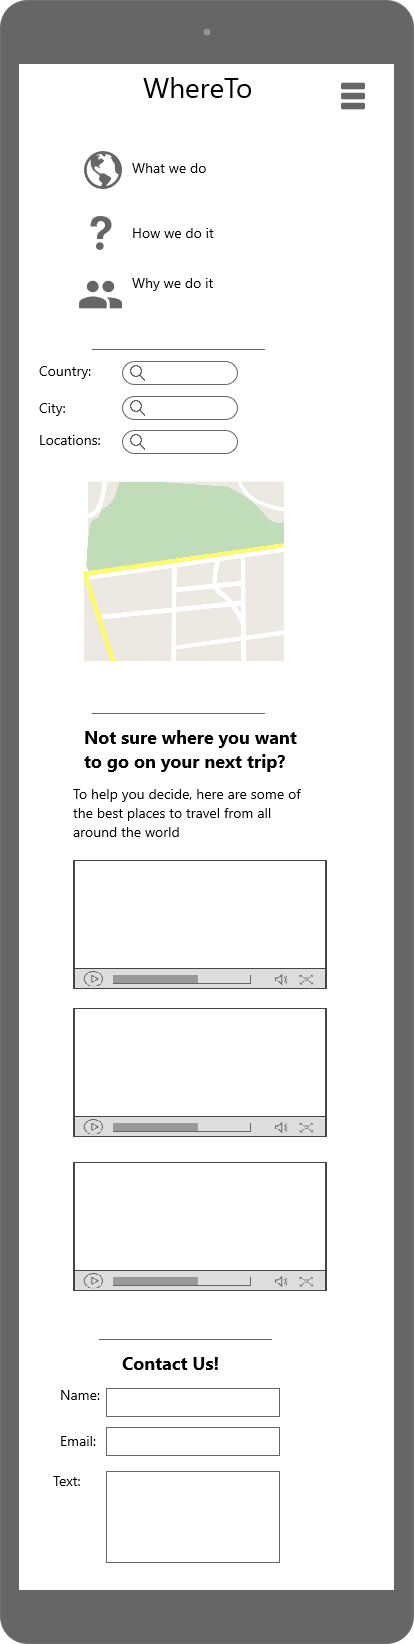 WhereTo
What we do
How we do it
Why we do it
Country:
City:
Locations:
Not sure where you want
to go on your next trip?
To help you decide, here are some of
the best places to travel from all
around the world
Contact Us!
Name:
Email:
Text: